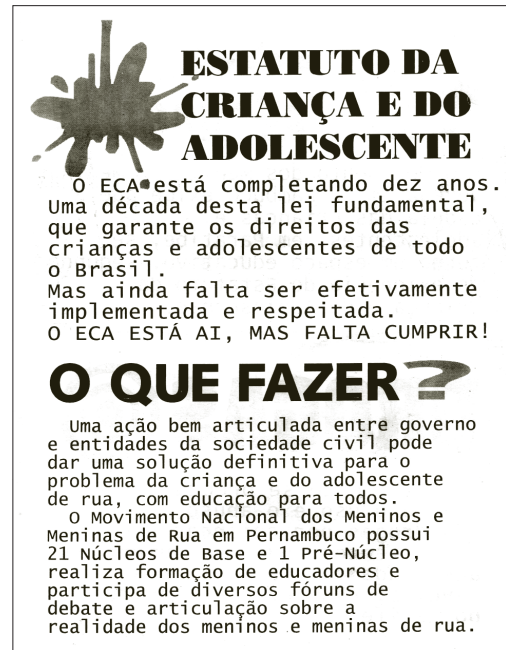 ESTATUTO DA
CRIANÇA E DO
ADOLESCENTE
O ECA está completando dez anos.
Uma década desta lei fundamental,
que garante os direitos das
crianças e adolescentes de todo
o Brasil.
Mas ainda falta ser efetivamente
implementada e respeitada.
O ECA ESTÁ AI, MAS FALTA CUMPRIR!
O QUE FAZER?
Uma ação bem articulada entre governo
e entidades da sociedade civil pode
dar uma solução definitiva para o
problema da criança e do adolescente
de rua, com educação para todos.
O Movimento Nacional dos Meninos e
Meninas de Rua em Pernambuco possui
21 Núcleos de Base e 1 Pré-Núcleo,
realiza formação de educadores e
participa de diversos fóruns de
debate e articulação sobre a
realidade dos meninos e meninas de rua.